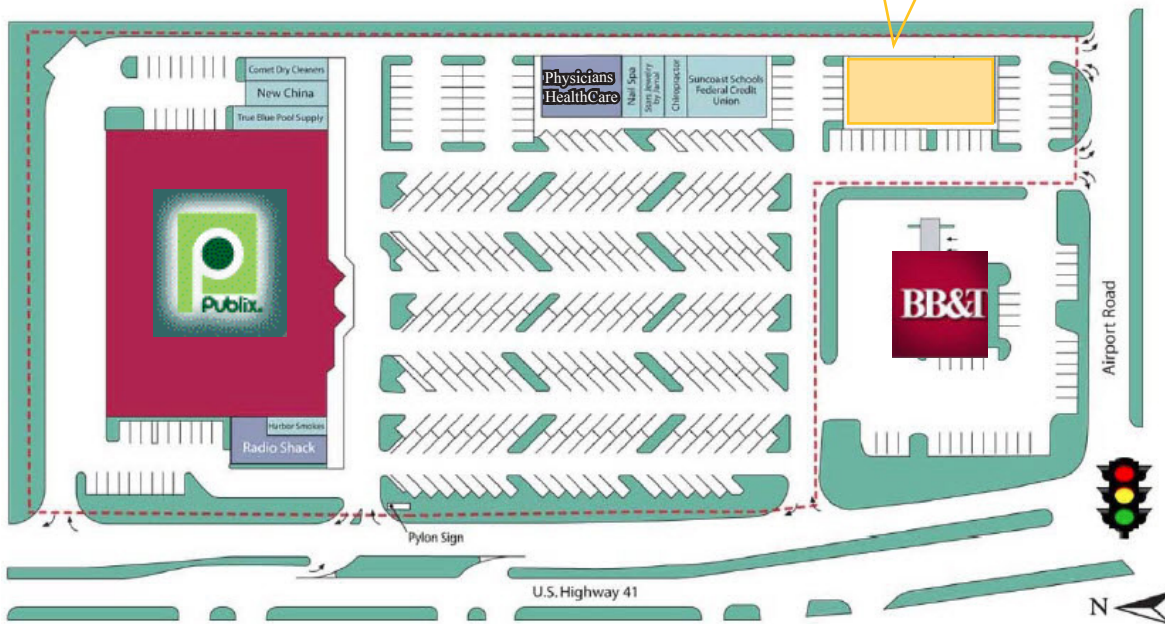 Comet Dry Cleaners
New China
True Blue Pool Supply
Physicians
HealthCare
Nail Spa
Stars Jewelry
by Jamal
Chiropractor
Suncoast Schools
Federal Credit
Union
Publix.
BB&T
Airport Road
Harbor Smokes
Radio Shack
Pylon Sign
U.S. Highway 41
N